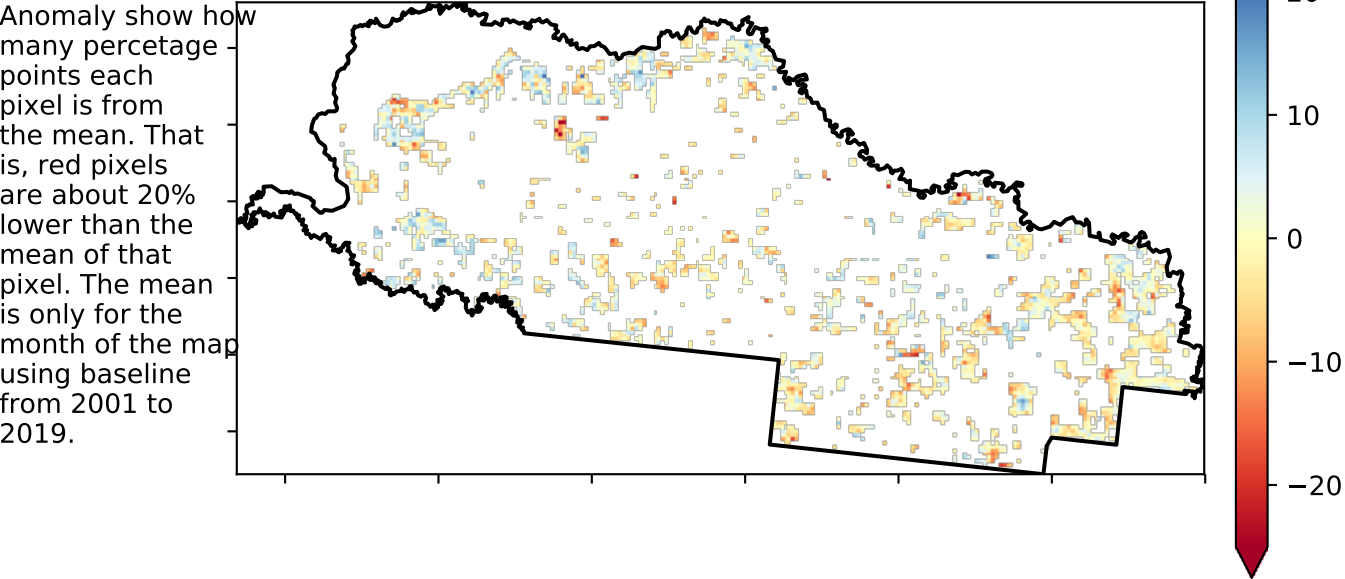 Anomaly show how
many percetage
points each
pixel is from
the mean. That
is, red pixels
are about 20%
lower than the
mean of that
pixel. The mean
is only for the
month of the map
using baseline
from 2001 to
2019.
10
0
−10
−20